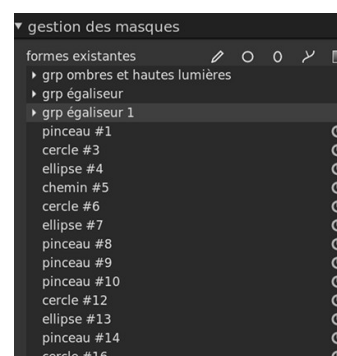 gestion des masques
formes existantes
grp ombres et hautes lumières
grp égaliseur
grp égaliseur 1
pinceau #1
cercle #3
ellipse #4
chemin #5
cercle #6
ellipse #7
pinceau #8
pinceau #9
pinceau #10
cercle #12
ellipse #13
pinceau #14
cercle #16